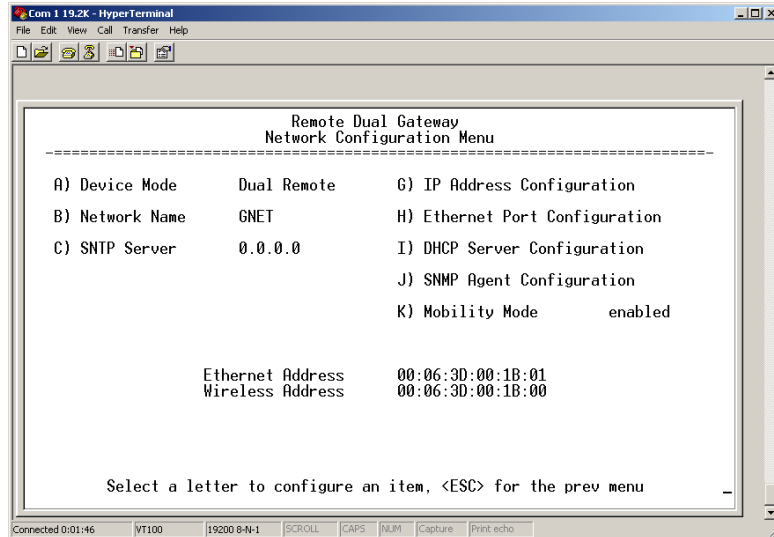 Com 1 19.2K - HyperTerminal
File Edit View Call Transfer Help
Remote Dual Gateway
Network Configuration Menu
-==========================================================================-
A) Device Mode Dual Remote G) IP Address Configuration
B) Network Name GNET H) Ethernet Port Configuration
C) SNTP Server 0.0.0.0 I) DHCP Server Configuration
J) SNMP Agent Configuration
K) Mobility Mode enabled
Ethernet Address 00:06:3D:00:1B:01
Wireless Address 00:06:3D:00:1B:00
Select a letter to configure an item, <ESC> for the prev menu _
Connected 0:01:46 VT100 19200 8-N-1 SCROLL CAPS NUM Capture Print echo